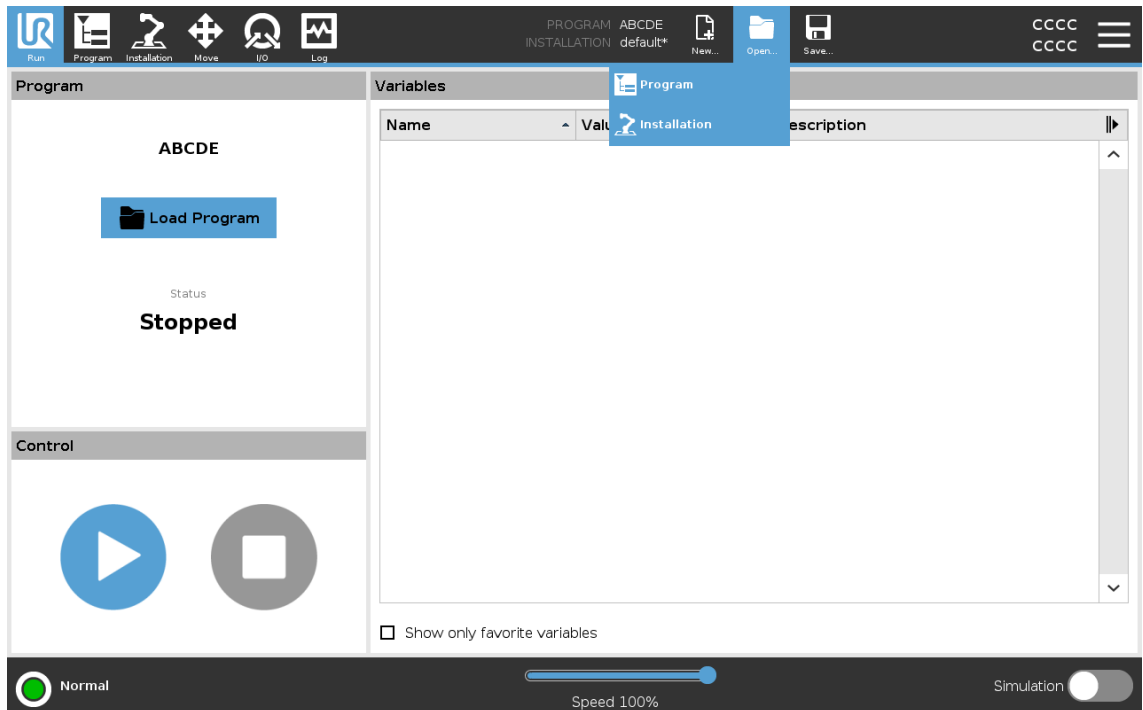 UR
PROGRAM ABCDE
INSTALLATION default*
CCCC
CCCC
Run Program Installation Move I/O Log New... Open... Save...
Program
Variables
Program
Installation
Name
Valu
escription
ABCDE
Load Program
Status
Stopped
Control
Show only favorite variables
Normal
Speed 100%
Simulation